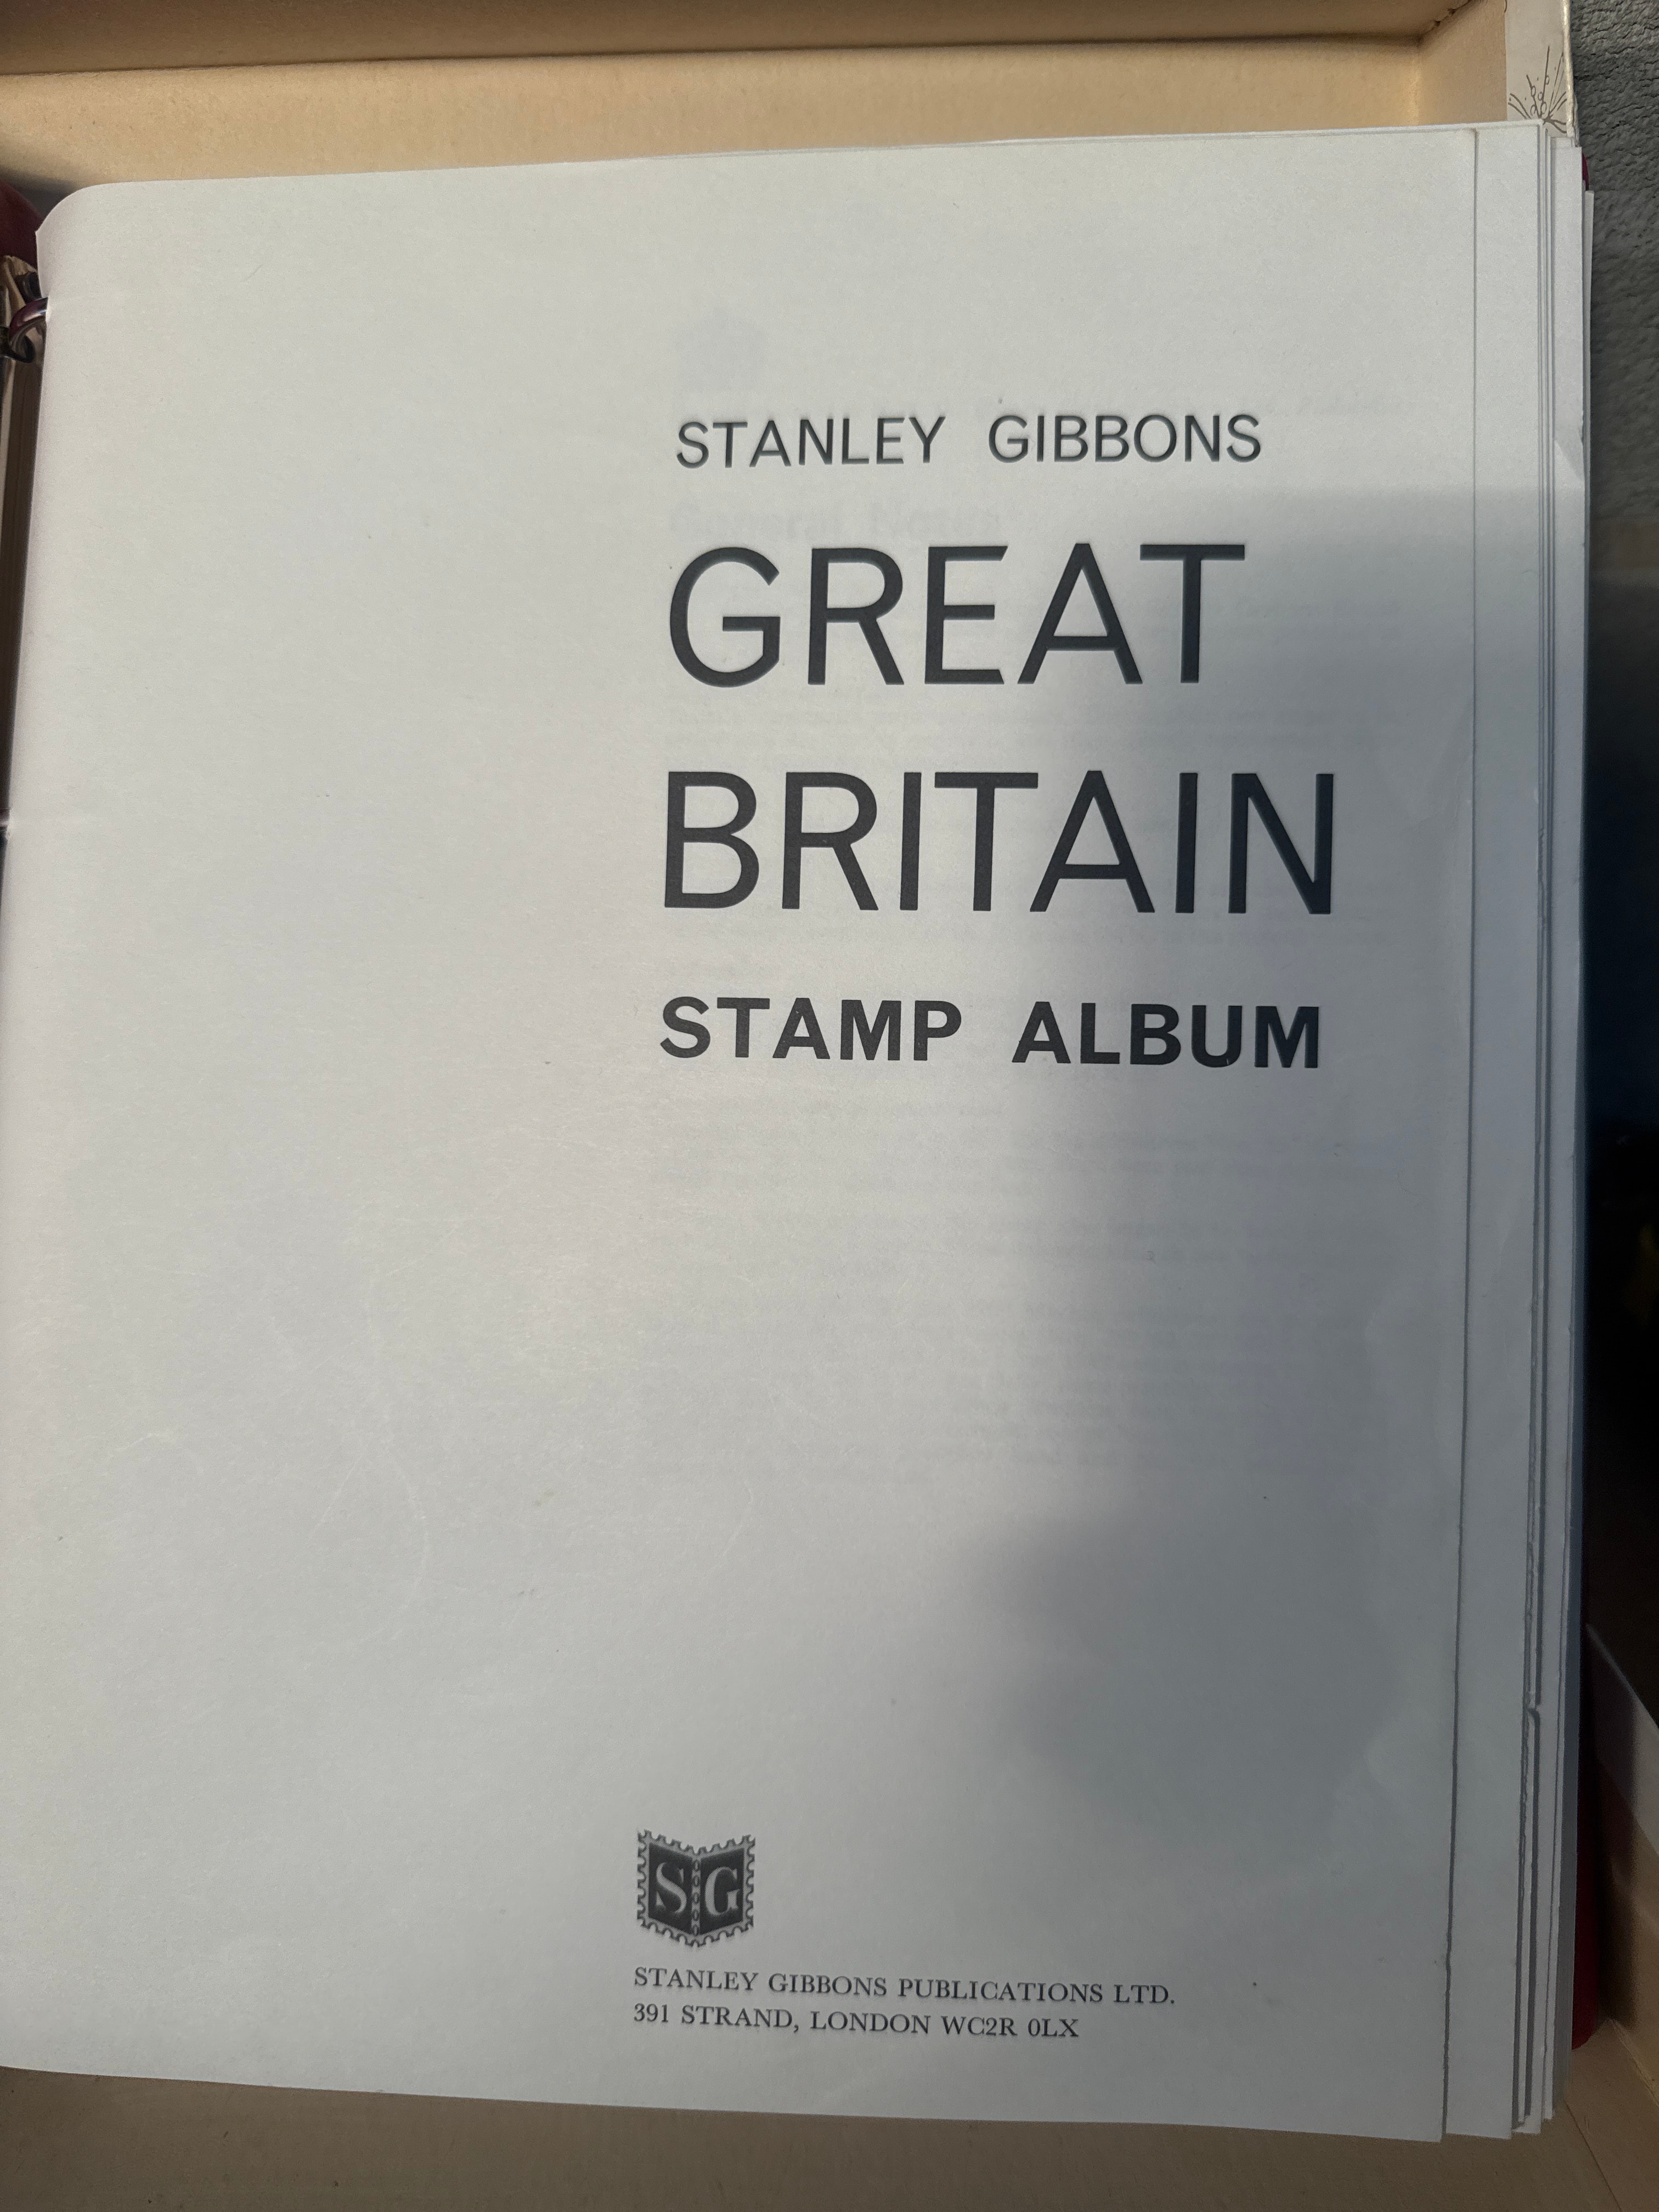 STANLEY GIBBONS
GREAT
BRITAIN
STAMP ALBUM
SG
STANLEY GIBBONS PUBLICATIONS LTD.
391 STRAND, LONDON WC2R 0LX